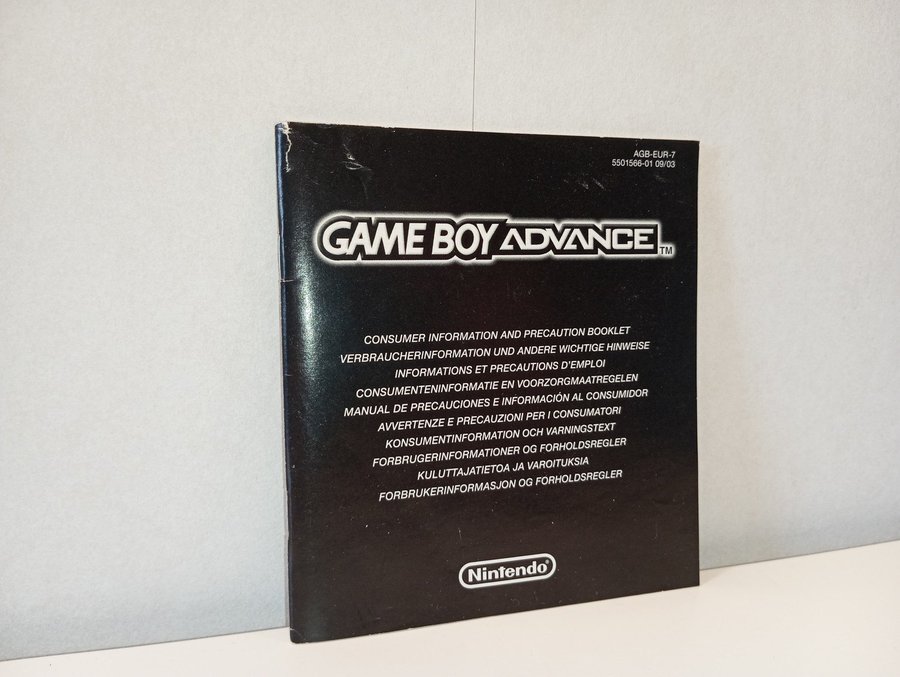 AGB-EUR-7
5501566-01 09/03
GAME BOY ADVANCE™
CONSUMER INFORMATION AND PRECAUTION BOOKLET
VERBRAUCHERINFORMATION UND ANDERE WICHTIGE HINWEISE
INFORMATIONS ET PRECAUTIONS D'EMPLOI
CONSUMENTENINFORMATIE EN VOORZORGMAATREGELEN
MANUAL DE PRECAUCIONES E INFORMACIÓN AL CONSUMIDOR
AVVERTENZE E PRECAUZIONI PER I CONSUMATORI
KONSUMENTINFORMATION OCH VARNINGSTEXT
FORBRUGERINFORMATIONER OG FORHOLDSREGLER
KULUTTAJATIETOA JA VAROITUKSIA
FORBRUKERINFORMASJON OG FORHOLDSREGLER
Nintendo